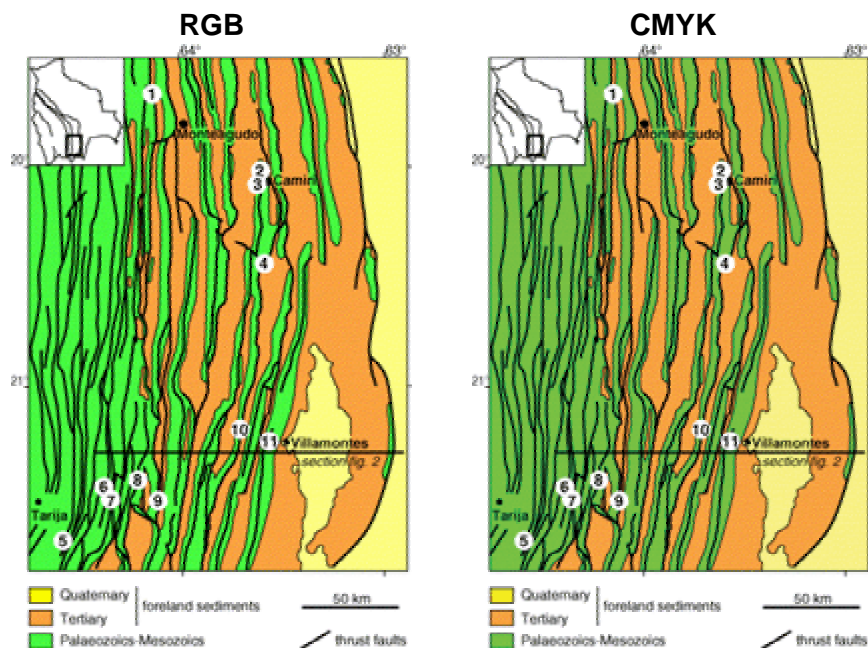 RGB
CMYK
64°
63°
64°
63°
1
Monteagudo
20°
2
3
Camiri
4
21°
10
11
Villamontes
section fig. 2
6
7
8
9
Tarija
5
1
Monteagudo
20°
2
3
Camiri
4
21°
10
11
Villamontes
section fig. 2
6
7
8
9
Tarija
5
Quaternary
Tertiary
foreland sediments
Palaeozoics-Mesozoics
50 km
thrust faults
Quaternary
Tertiary
foreland sediments
Palaeozoics-Mesozoics
50 km
thrust faults